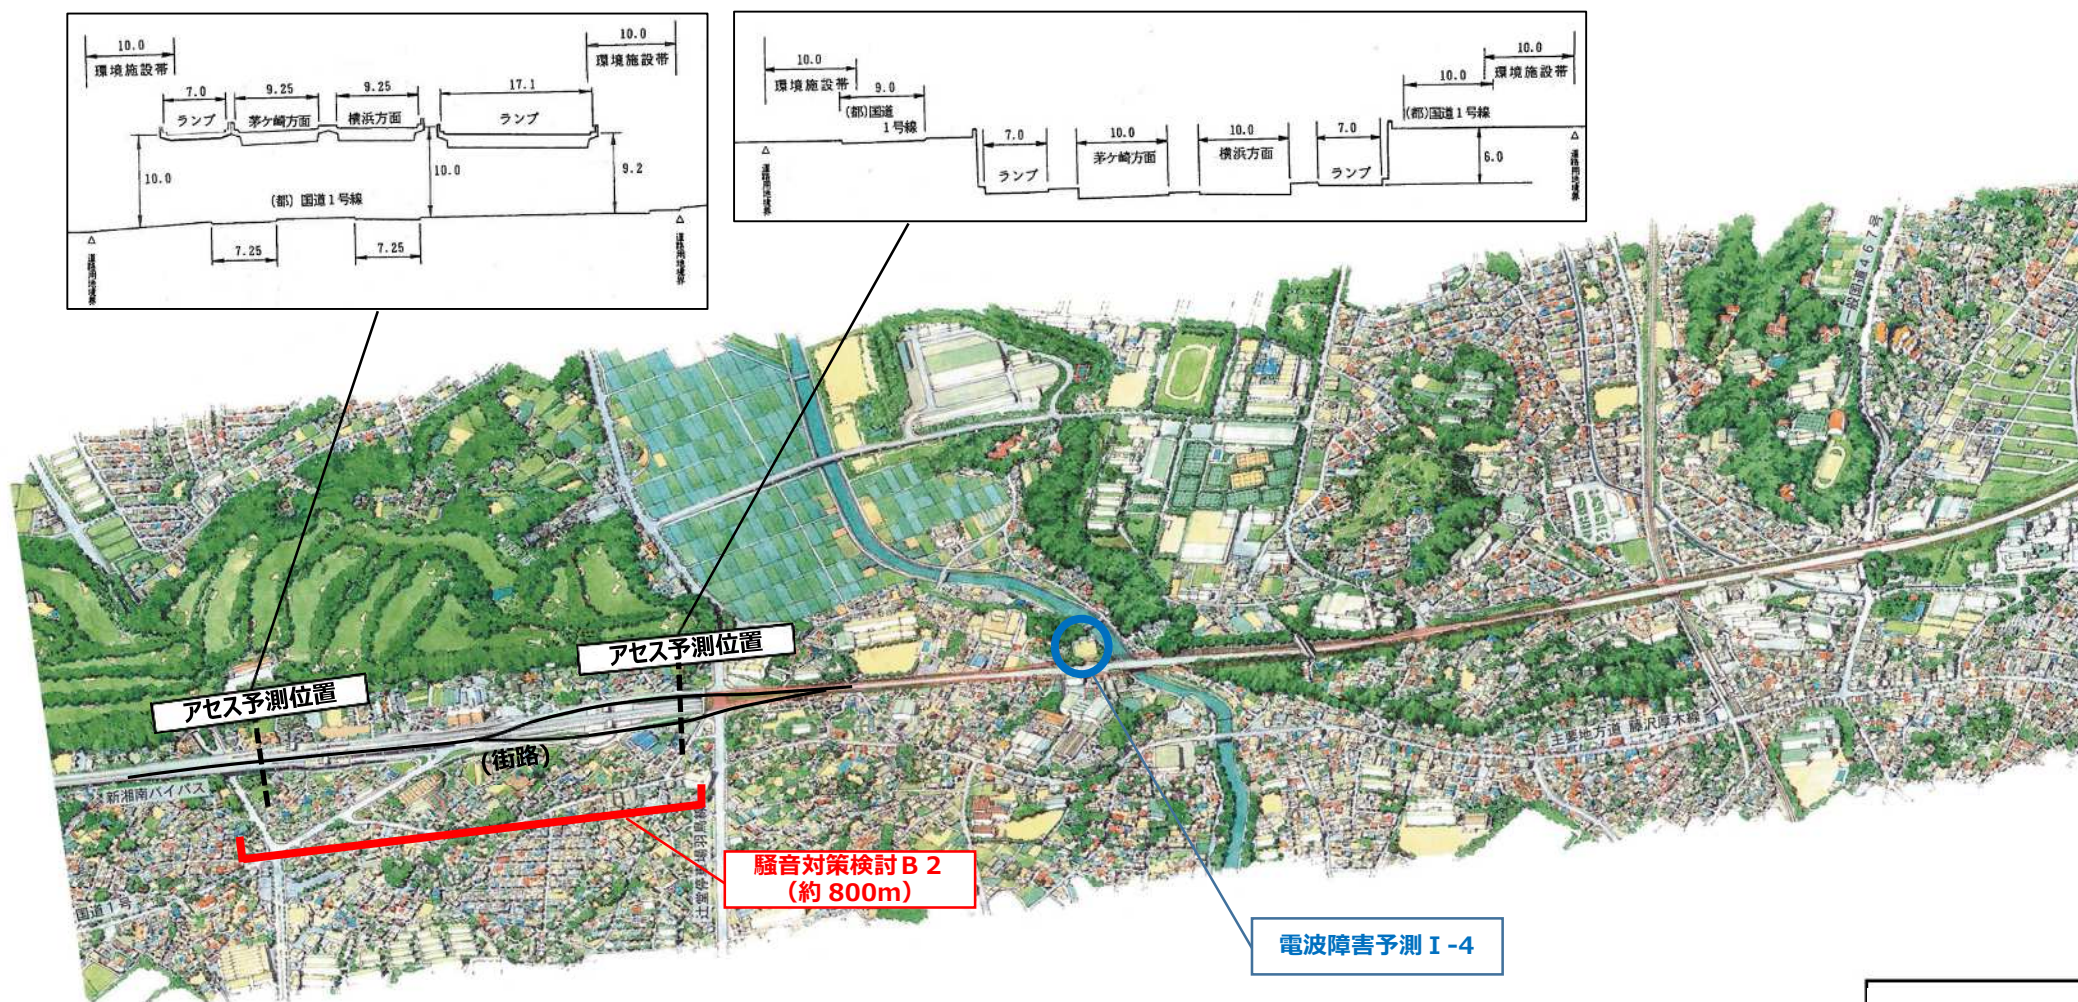 10.0
環境施設帯
10.0
環境施設帯
7.0
9.25
9.25
17.1
ランプ
茅ケ崎方面
横浜方面
ランプ
10.0
10.0
9.2
(都) 国道1号線
7.25
7.25
道路用地境界
道路用地境界
10.0
環境施設帯
9.0
(都)国道
1号線
10.0
環境施設帯
10.0
(都)国道1号線
7.0
10.0
10.0
7.0
ランプ
茅ケ崎方面
横浜方面
ランプ
6.0
道路用地境界
道路用地境界
一般国道467号
アセス予測位置
アセス予測位置
(街路)
新湘南バイパス
主要地方道 藤沢厚木線
国道1号
騒音対策検討B2
(約800m)
電波障害予測Ⅰ-4